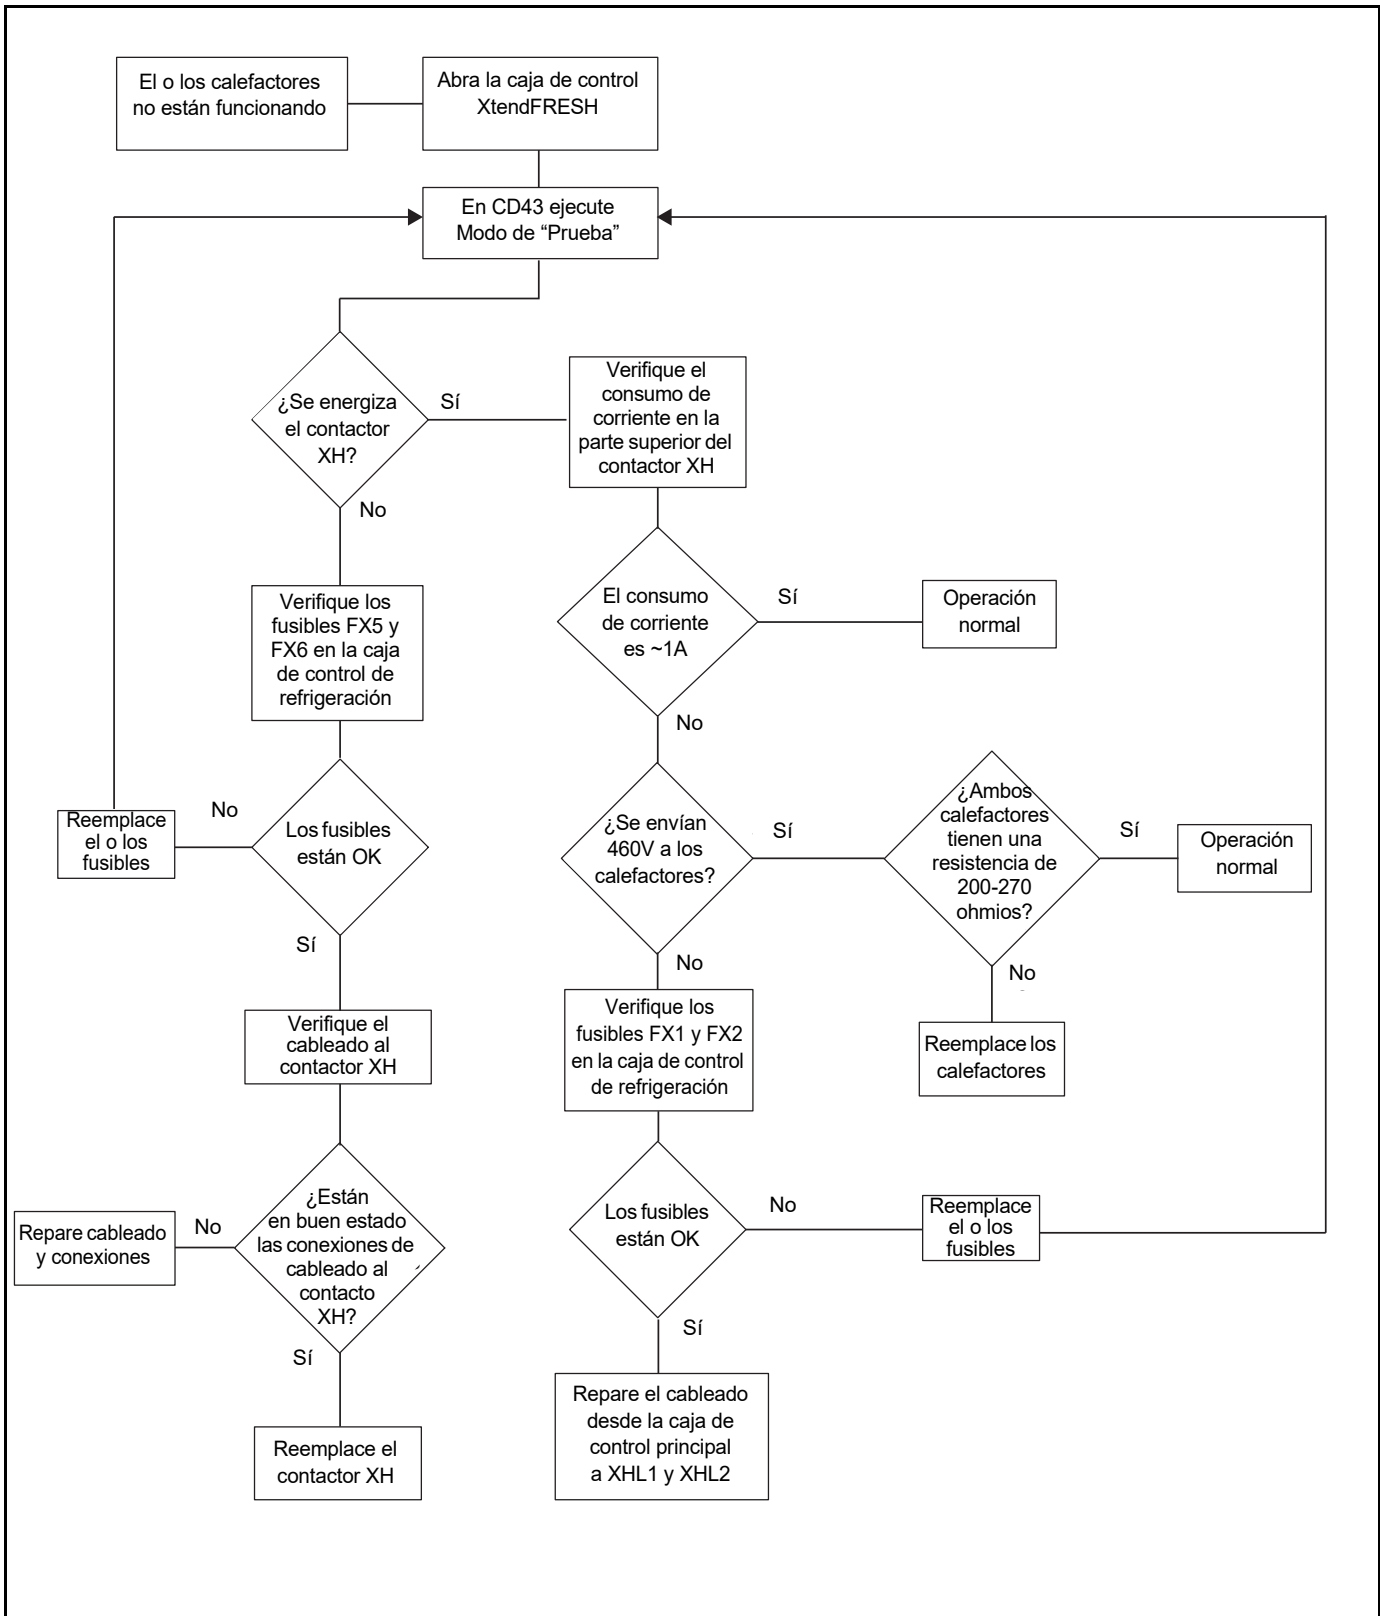 El o los calefactores
no están funcionando
Abra la caja de control
XtendFRESH
En CD43 ejecute
Modo de “Prueba”
¿Se energiza
el contactor
XH?
Sí
No
Verifique el
consumo de
corriente en la
parte superior del
contactor XH
Verifique los
fusibles FX5 y
FX6 en la caja
de control de
refrigeración
El consumo
de corriente
es ~1A
Sí
No
Operación
normal
Reemplace
el o los
fusibles
No
Los fusibles
están OK
Sí
¿Se envían
460V a los
calefactores?
Sí
No
¿Ambos
calefactores
tienen una
resistencia de
200-270
ohmios?
Sí
No
Operación
normal
Reemplace los
calefactores
Verifique el
cableado al
contactor XH
Verifique los
fusibles FX1 y FX2
en la caja de control
de refrigeración
Repare cableado
y conexiones
No
¿Están
en buen estado
las conexiones de
cableado al
contacto
XH?
Sí
Los fusibles
están OK
No
Sí
Reemplace
el o los
fusibles
Reemplace el
contactor XH
Repare el cableado
desde la caja de
control principal
a XHL1 y XHL2